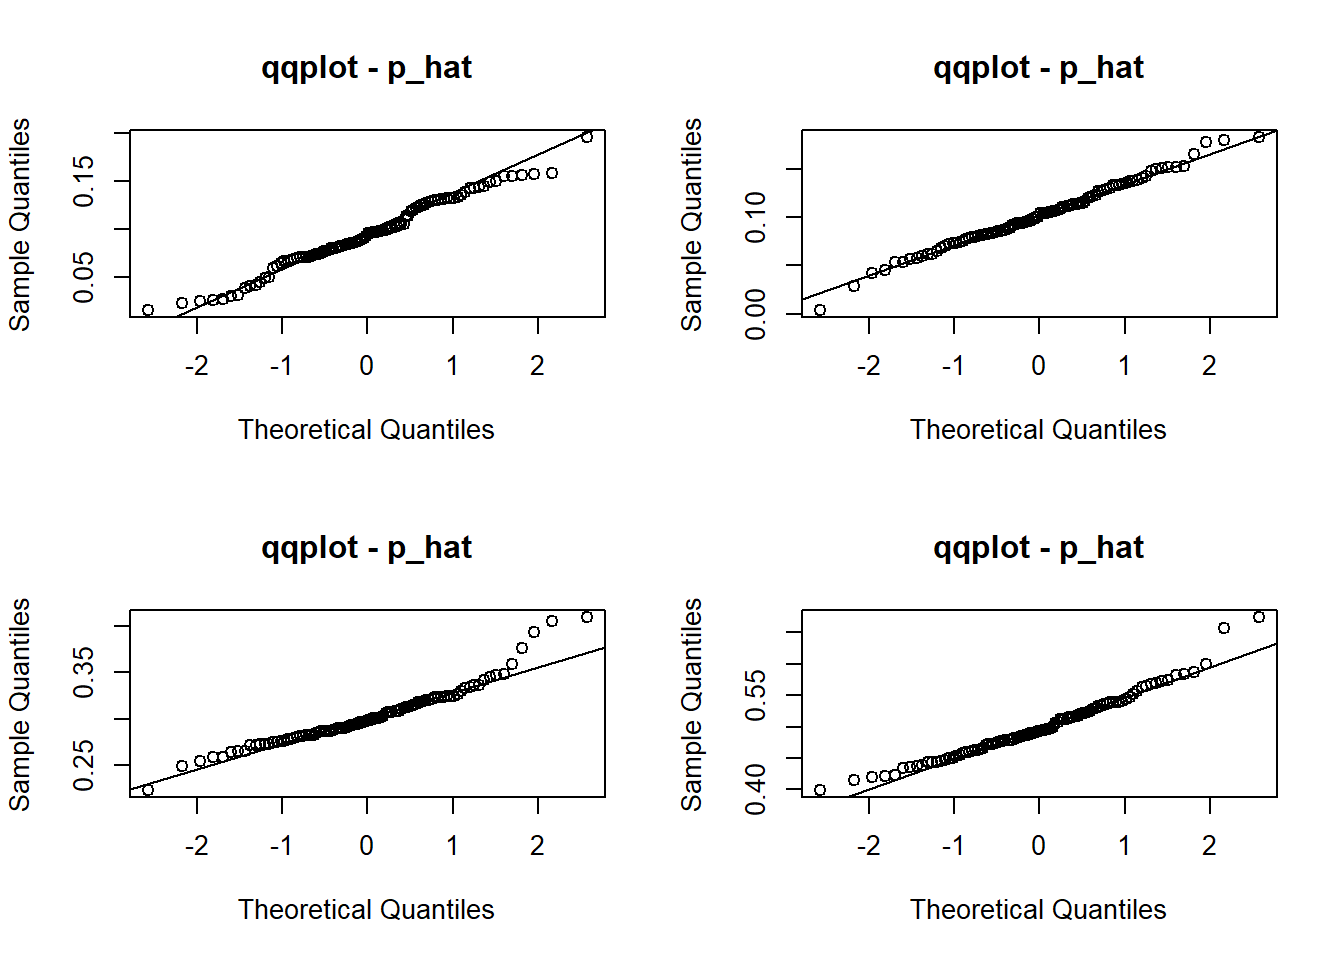 qqplot - p_hat
Sample Quantiles
0.05 0.15
-2 -1 0 1 2
Theoretical Quantiles
qqplot - p_hat
Sample Quantiles
0.00 0.10
-2 -1 0 1 2
Theoretical Quantiles
qqplot - p_hat
Sample Quantiles
0.25 0.35
-2 -1 0 1 2
Theoretical Quantiles
qqplot - p_hat
Sample Quantiles
0.40 0.55
-2 -1 0 1 2
Theoretical Quantiles